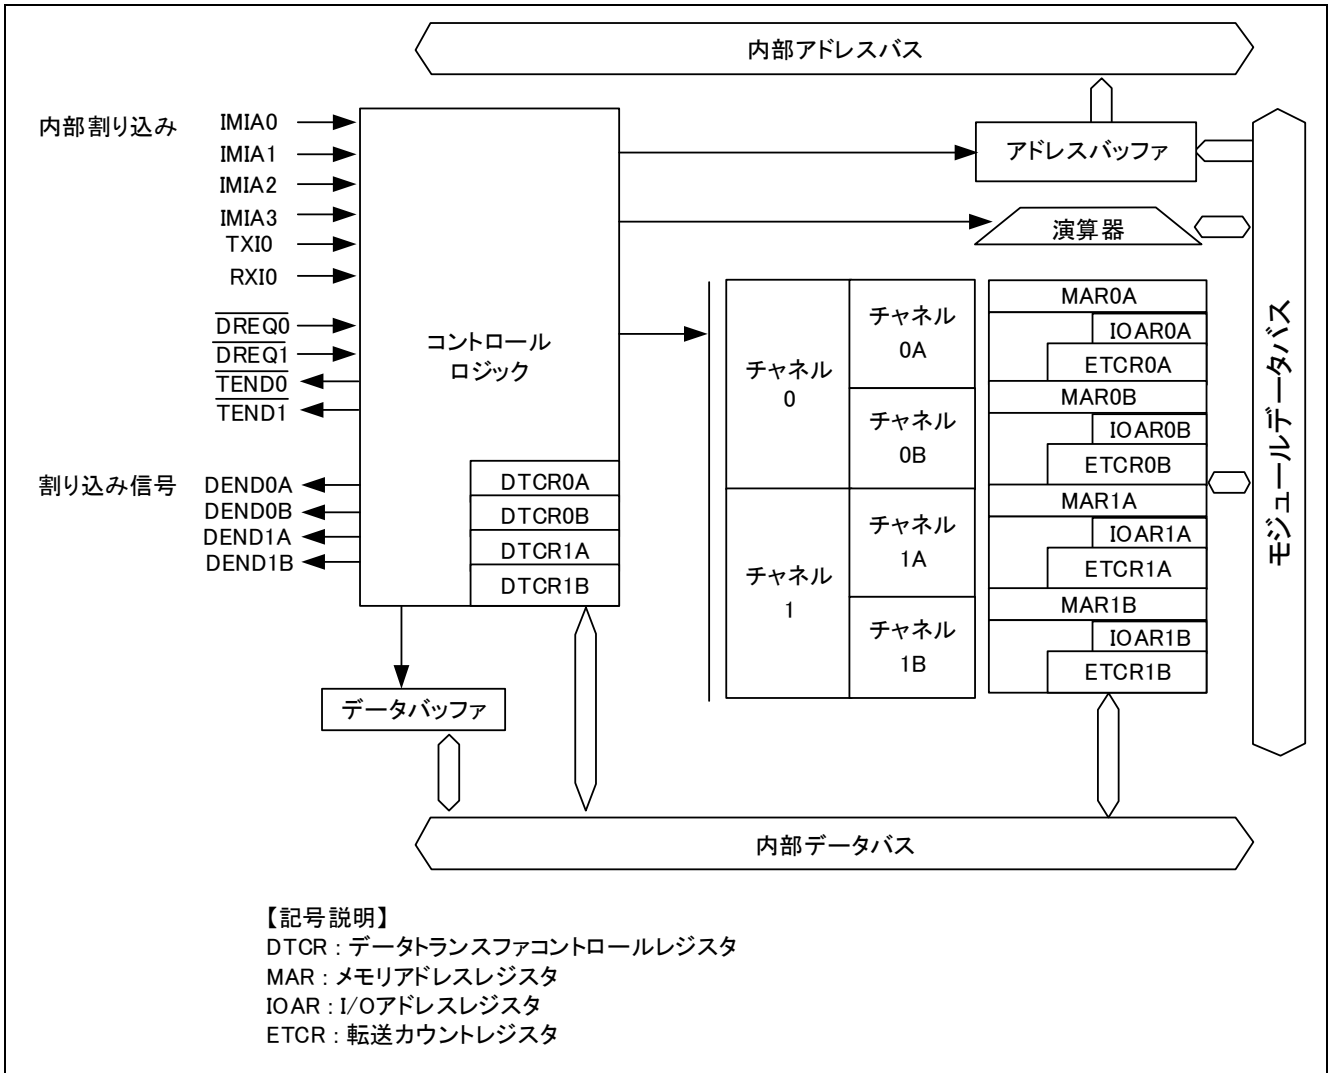 内部アドレスバス
内部割り込み
IMIA0
IMIA1
IMIA2
IMIA3
TXI0
RXI0
DREQ0
DREQ1
TEND0
TEND1
割り込み信号
DEND0A
DEND0B
DEND1A
DEND1B
コントロール
ロジック
DTCR0A
DTCR0B
DTCR1A
DTCR1B
データバッファ
アドレスバッファ
演算器
チャネル
0
チャネル
0A
チャネル
0B
チャネル
1
チャネル
1A
チャネル
1B
MAR0A
IOAR0A
ETCR0A
MAR0B
IOAR0B
ETCR0B
MAR1A
IOAR1A
ETCR1A
MAR1B
IOAR1B
ETCR1B
モジュールデータバス
内部データバス
【記号説明】
DTCR : データトランスファコントロールレジスタ
MAR : メモリアドレスレジスタ
IOAR : I/Oアドレスレジスタ
ETCR : 転送カウントレジスタ